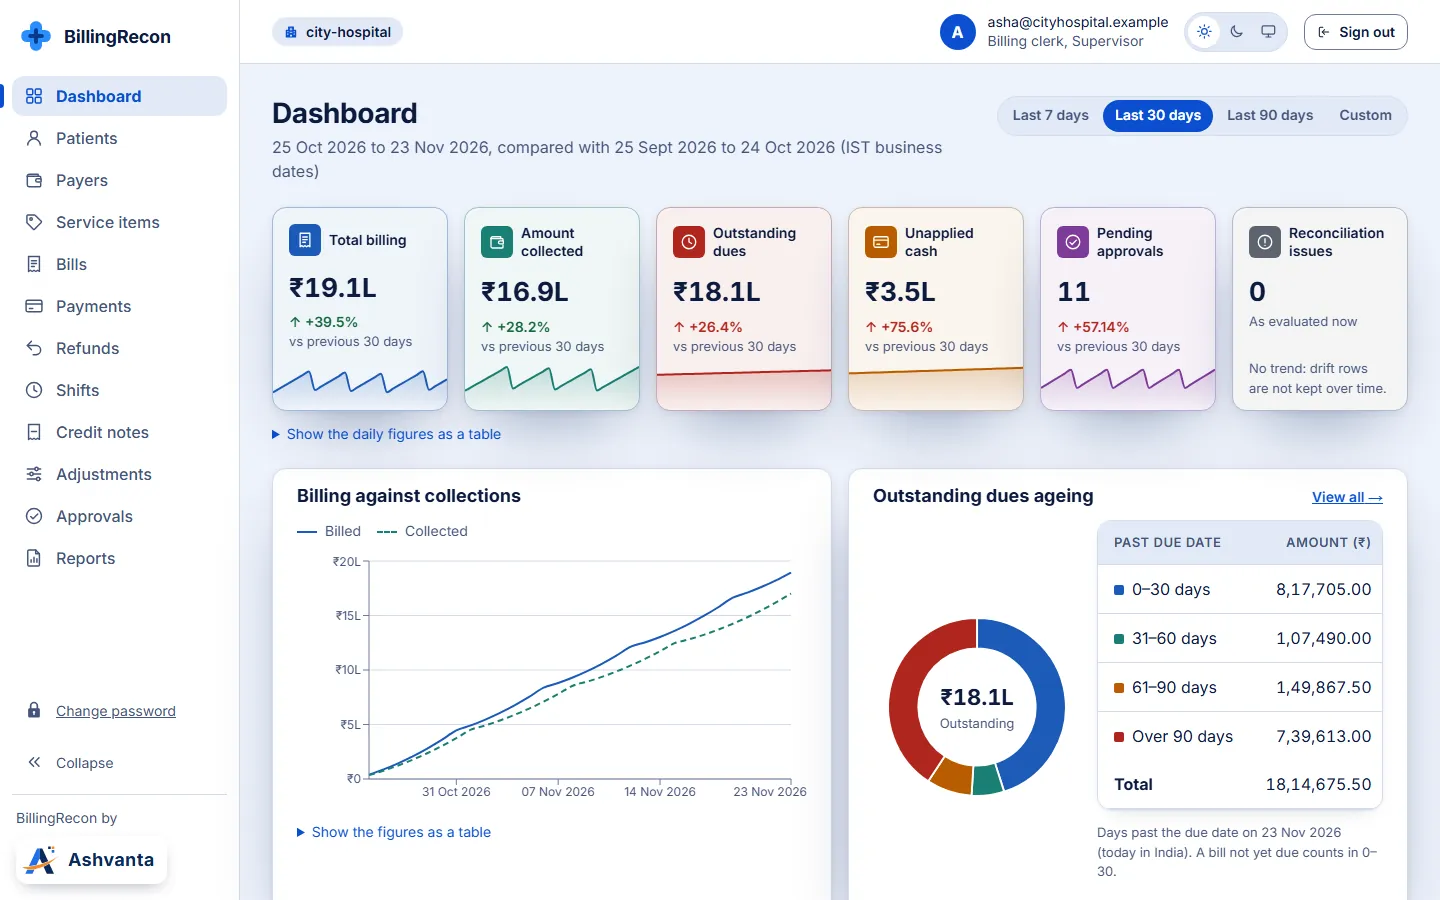 BillingRecon
city-hospital
A
asha@cityhospital.example
Billing clerk, Supervisor
Sign out
Dashboard
Patients
Payers
Service items
Bills
Payments
Refunds
Shifts
Credit notes
Adjustments
Approvals
Reports
Change password
Collapse
BillingRecon by
Ashvanta
Dashboard
25 Oct 2026 to 23 Nov 2026, compared with 25 Sept 2026 to 24 Oct 2026 (IST business
dates)
Last 7 days
Last 30 days
Last 90 days
Custom
Total billing
₹19.1L
↑ +39.5%
vs previous 30 days
Amount
collected
₹16.9L
↑ +28.2%
vs previous 30 days
Outstanding
dues
₹18.1L
↑ +26.4%
vs previous 30 days
Unapplied
cash
₹3.5L
↑ +75.6%
vs previous 30 days
Pending
approvals
11
↑ +57.14%
vs previous 30 days
Reconciliation
issues
0
As evaluated now
No trend: drift rows
are not kept over time.
▶ Show the daily figures as a table
Billing against collections
Billed
Collected
₹20L
₹15L
₹10L
₹5L
₹0
31 Oct 2026
07 Nov 2026
14 Nov 2026
23 Nov 2026
▶ Show the figures as a table
Outstanding dues ageing
View all →
₹18.1L
Outstanding
PAST DUE DATE AMOUNT (₹)
0–30 days 8,17,705.00
31–60 days 1,07,490.00
61–90 days 1,49,867.50
Over 90 days 7,39,613.00
Total 18,14,675.50
Days past the due date on 23 Nov 2026
(today in India). A bill not yet due counts in 0–
30.